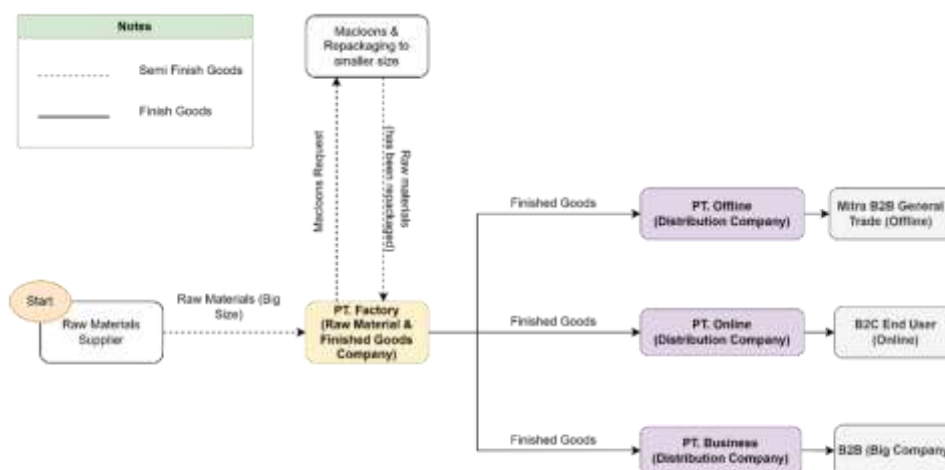 Notes
Semi Finish Goods
Finish Goods
Macloons &
Repackaging to
smaller size
Macloons Request
Raw materials
(has been repackaged)
Start
Raw Materials
Supplier
Raw Materials (Big
Size)
PT. Factory
(Raw Material &
Finished Goods
Company)
Finished Goods
PT. Offline
(Distribution Company)
Mitra B2B General
Trade (Offline)
Finished Goods
PT. Online
(Distribution Company)
B2C End User
(Online)
Finished Goods
PT. Business
(Distribution Company)
B2B (Big Company